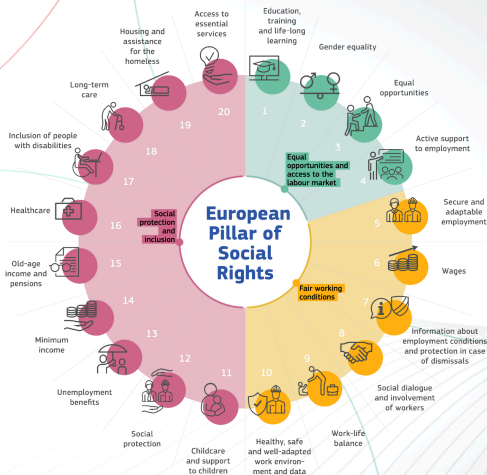 European
Pillar of
Social
Rights
Equal
opportunities and
access to the
labour market
1
Education,
training
and life-long
learning
2
Gender equality
3
Equal
opportunities
4
Active support
to employment
Fair working
conditions
5
Secure and
adaptable
employment
6
Wages
7
Information about
employment conditions
and protection in case
of dismissals
8
Social dialogue
and involvement
of workers
9
Work-life
balance
10
Healthy, safe
and well-adapted
work environ-
ment and data
Social
protection
and
inclusion
11
Childcare
and support
to children
12
Social
protection
13
Unemployment
benefits
14
Minimum
income
15
Old-age
income and
pensions
16
Healthcare
17
Inclusion of people
with disabilities
18
Long-term
care
19
Housing and
assistance
for the
homeless
20
Access to
essential
services